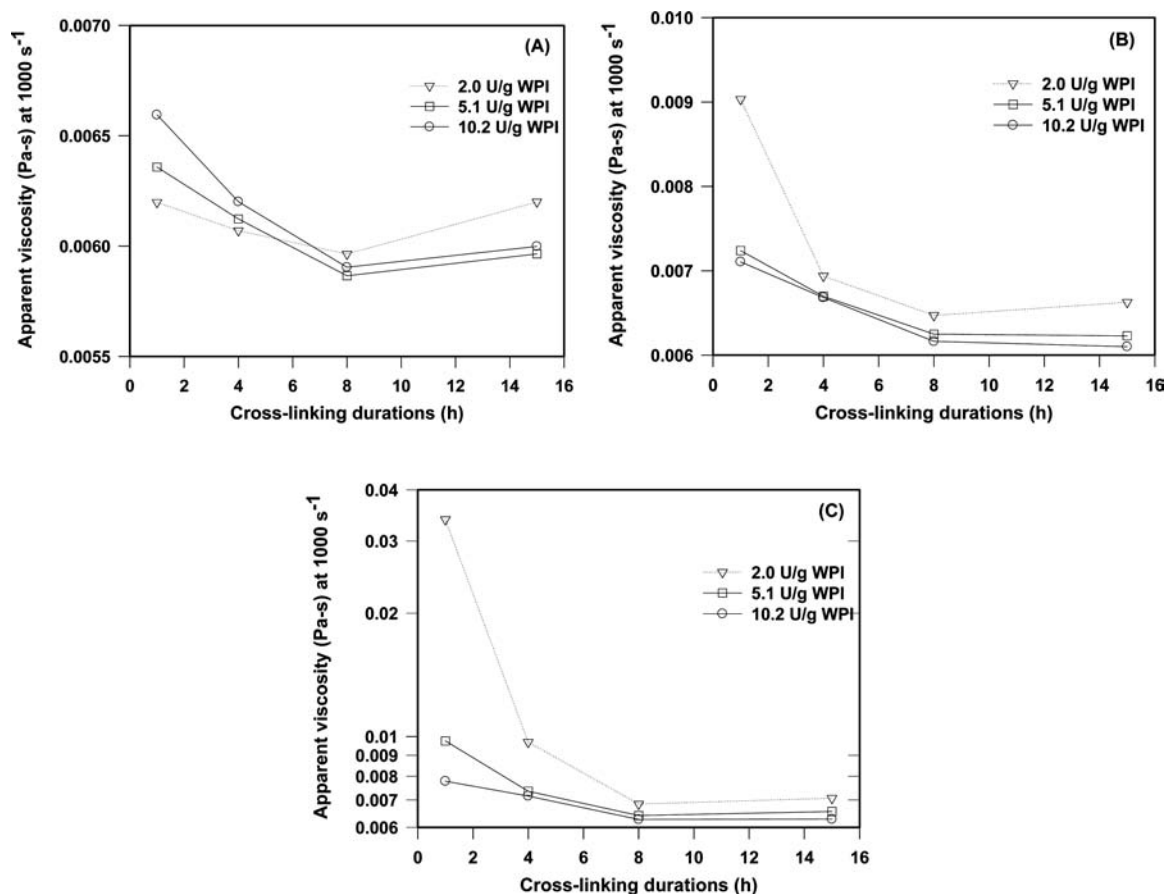 0.0070
(A)
2.0 U/g WPI
5.1 U/g WPI
10.2 U/g WPI
0.0065
0.0060
0.0055
Apparent viscosity (Pa-s) at 1000 s⁻¹
0 2 4 6 8 10 12 14 16
Cross-linking durations (h)
0.010
(B)
2.0 U/g WPI
5.1 U/g WPI
10.2 U/g WPI
0.009
0.008
0.007
0.006
Apparent viscosity (Pa-s) at 1000 s⁻¹
0 2 4 6 8 10 12 14 16
Cross-linking durations (h)
0.04
(C)
0.03
2.0 U/g WPI
5.1 U/g WPI
10.2 U/g WPI
0.02
0.01
0.009
0.008
0.007
0.006
Apparent viscosity (Pa-s) at 1000 s⁻¹
0 2 4 6 8 10 12 14 16
Cross-linking durations (h)